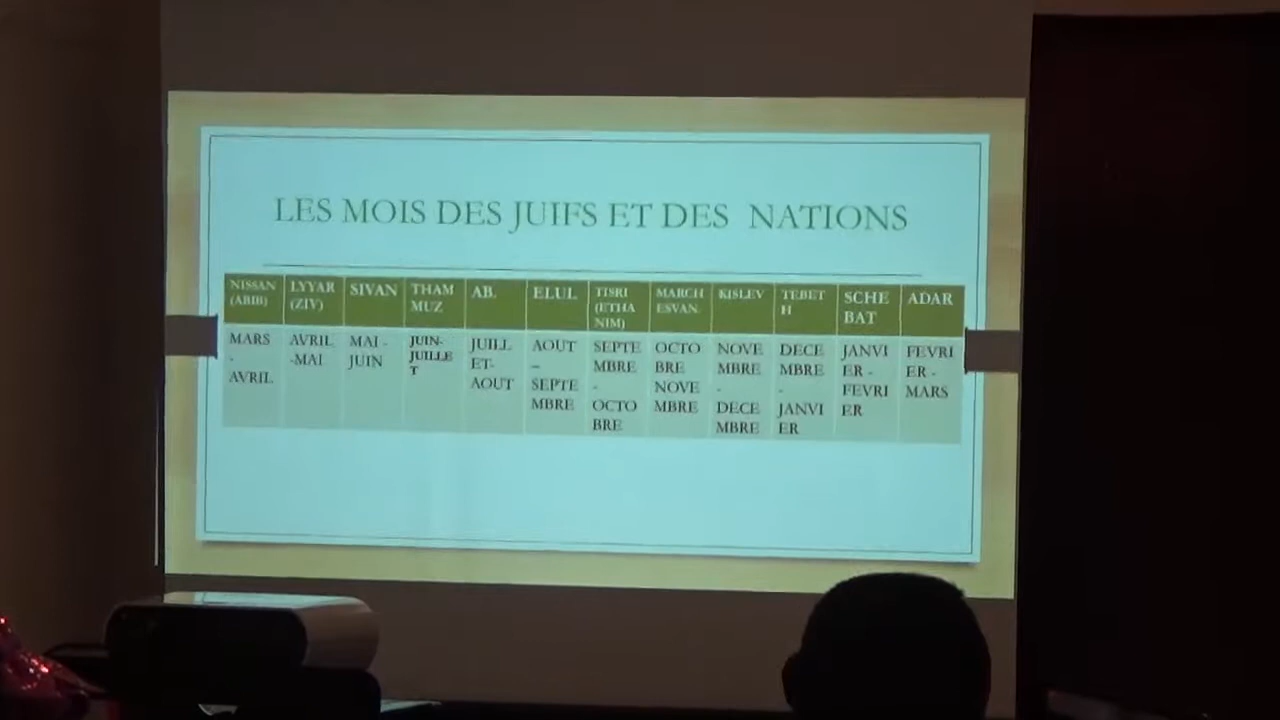 LES MOIS DES JUIFS ET DES NATIONS
NISSAN
(ABIB)
LYYAR
(ZIV)
SIVAN
THAM
MUZ
AB.
ELUL
TISRI
(ETHA
NIM)
MARCH
ESVAN.
KISLEV
TEBET
H
SCHE
BAT
ADAR
MARS
-
AVRIL
AVRIL
-MAI
MAI -
JUIN
JUIN-
JUILLE
T
JUILL
ET-
AOUT
AOUT
–
SEPTE
MBRE
SEPTE
MBRE
-
OCTO
BRE
OCTO
BRE
NOVE
MBRE
NOVE
MBRE
-
DECE
MBRE
DECE
MBRE
-
JANVI
ER
JANVI
ER -
FEVRI
ER
FEVRI
ER -
MARS